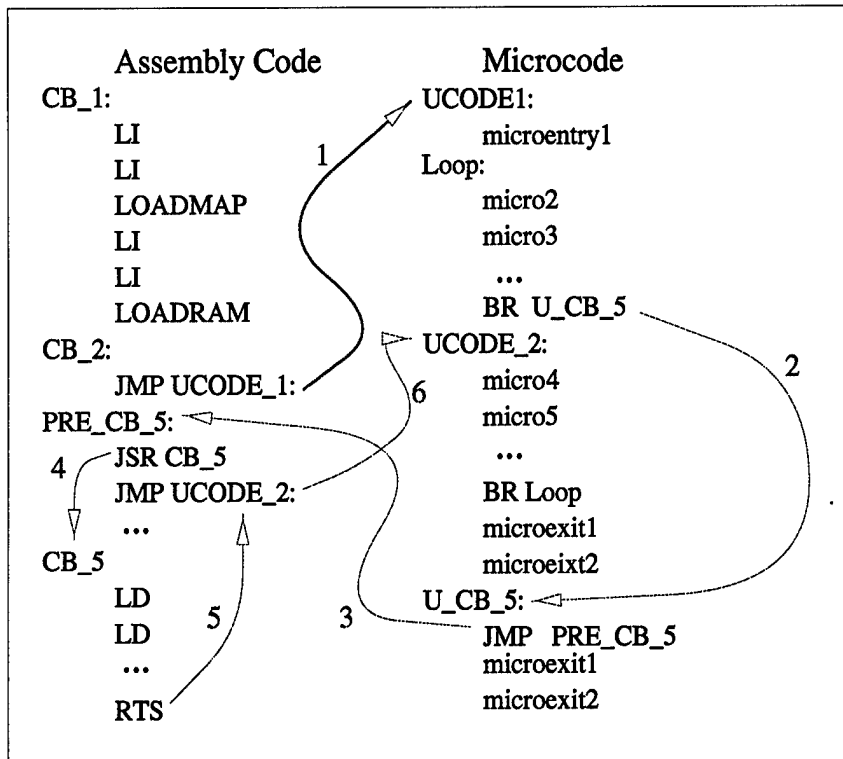 Assembly Code
CB_1:
LI
LI
LOADMAP
LI
LI
LOADRAM
CB_2:
JMP UCODE_1:
PRE_CB_5:
JSR CB_5
JMP UCODE_2:
...
CB_5
LD
LD
...
RTS
Microcode
UCODE1:
microentry1
Loop:
micro2
micro3
...
BR U_CB_5
UCODE_2:
micro4
micro5
...
BR Loop
microexit1
microeixt2
U_CB_5:
JMP PRE_CB_5
microexit1
microexit2
1
2
3
4
5
6